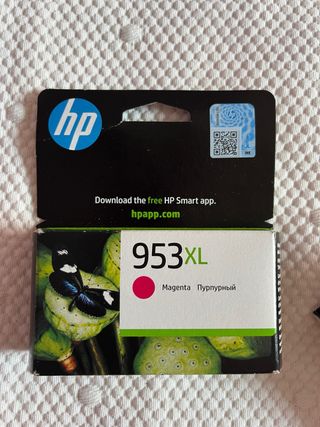 hp
Download the free HP Smart app.
hpapp.com
953XL
Magenta Пурпурный